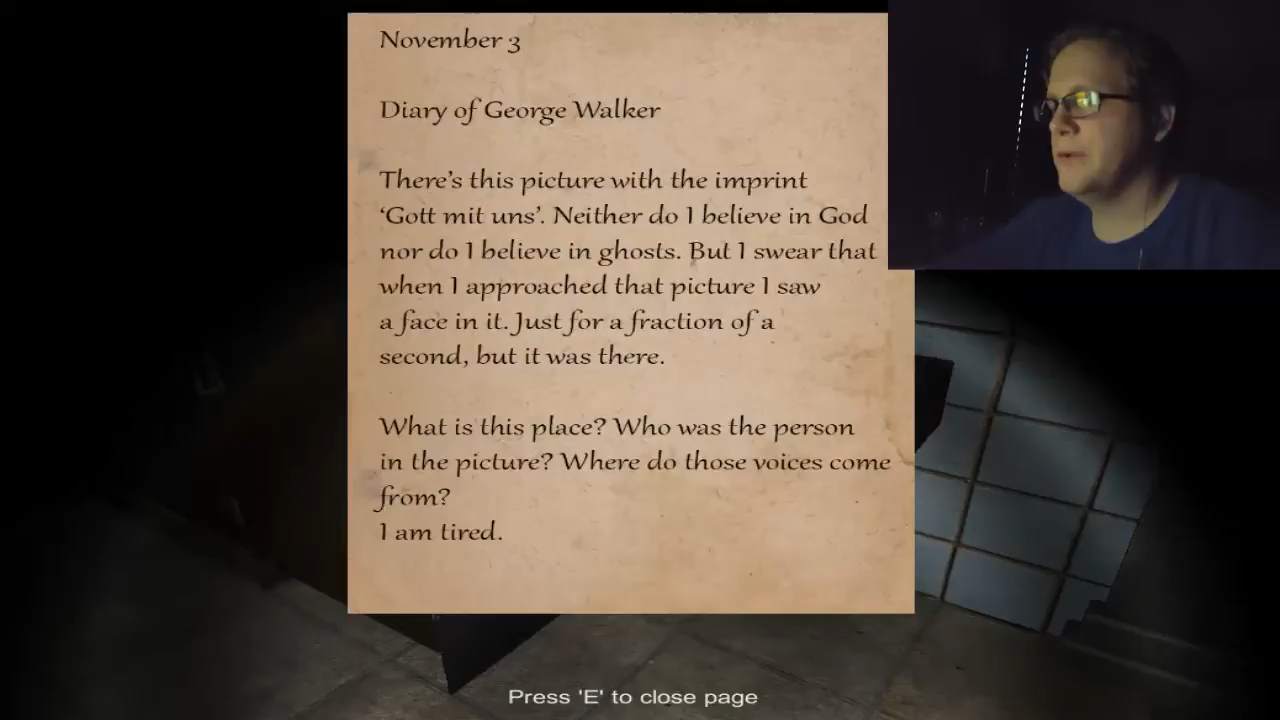 November 3
Diary of George Walker
There's this picture with the imprint
'Gott mit uns'. Neither do I believe in God
nor do I believe in ghosts. But I swear that
when I approached that picture I saw
a face in it. Just for a fraction of a
second, but it was there.
What is this place? Who was the person
in the picture? Where do those voices come
from?
I am tired.
Press 'E' to close page